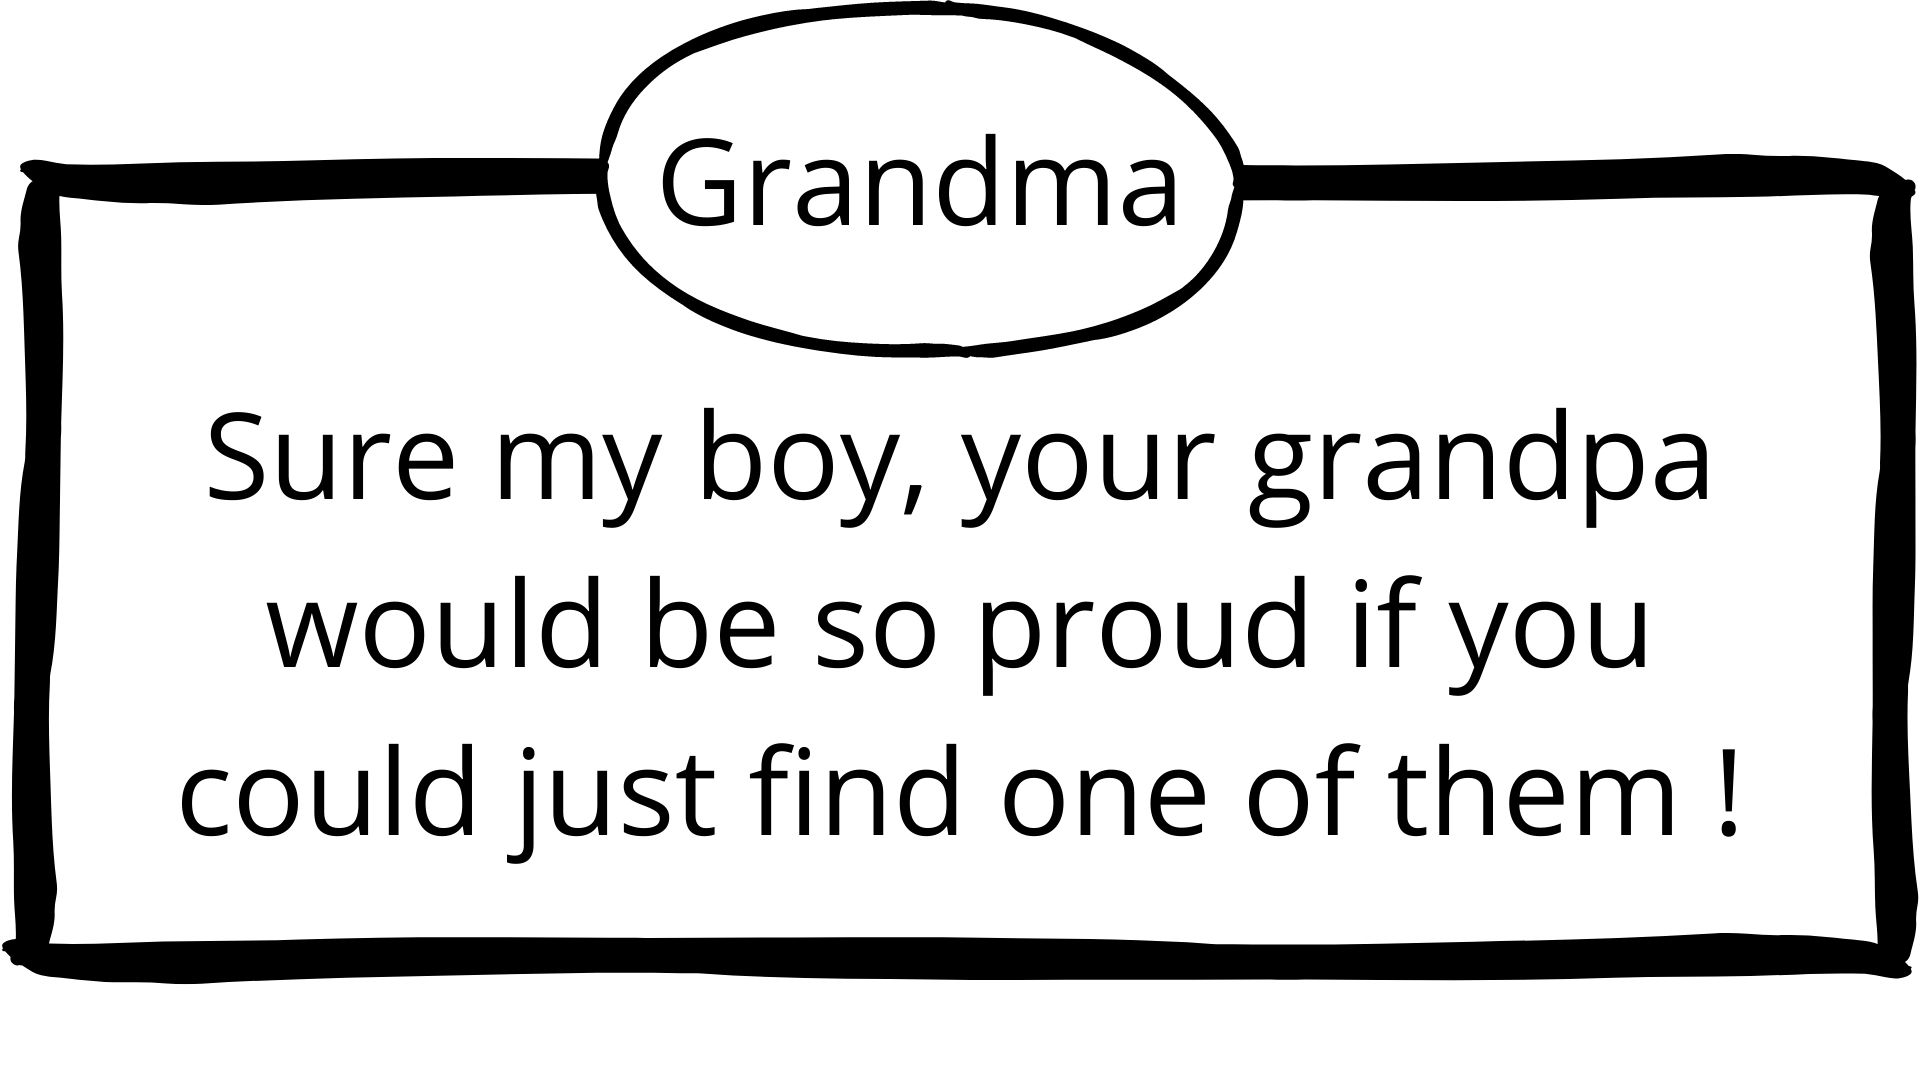 Grandma
Sure my boy, your grandpa
would be so proud if you
could just find one of them !